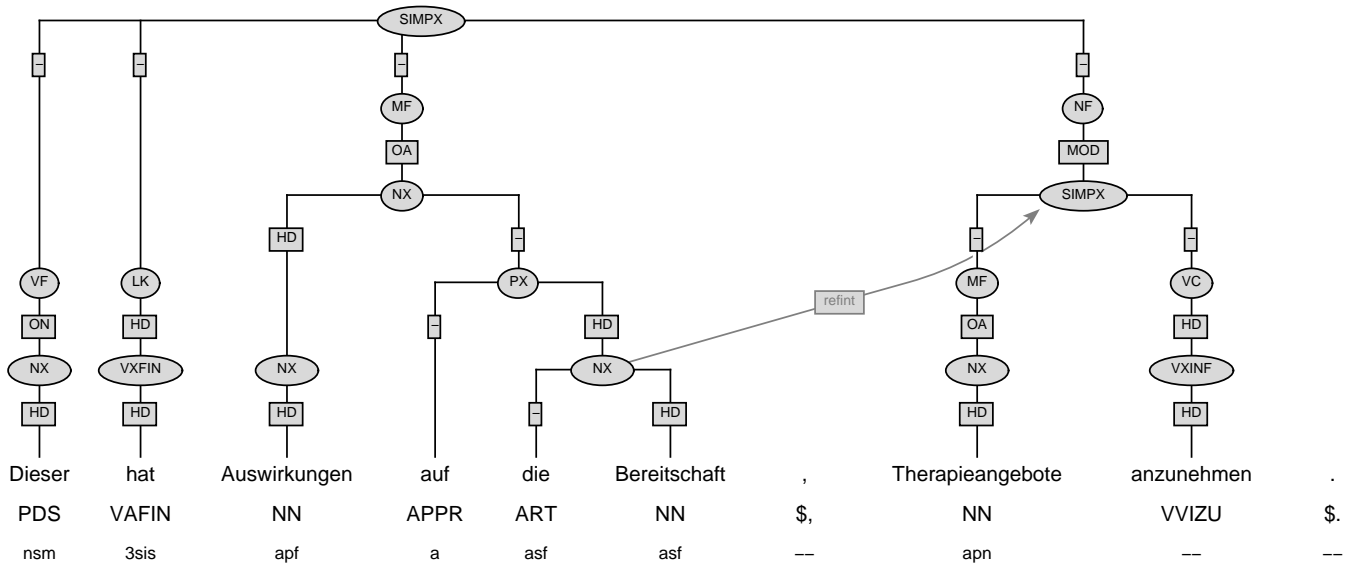 SIMPX
– – – –
MF NF
OA MOD
NX SIMPX
HD – – –
VF LK PX MF VC
refint
ON HD – HD OA HD
NX VXFIN NX NX NX VXINF
HD HD HD – HD HD HD
Dieser hat Auswirkungen auf die Bereitschaft , Therapieangebote anzunehmen .
PDS VAFIN NN APPR ART NN $, NN VVIZU $.
nsm 3sis apf a asf asf –– apn –– ––